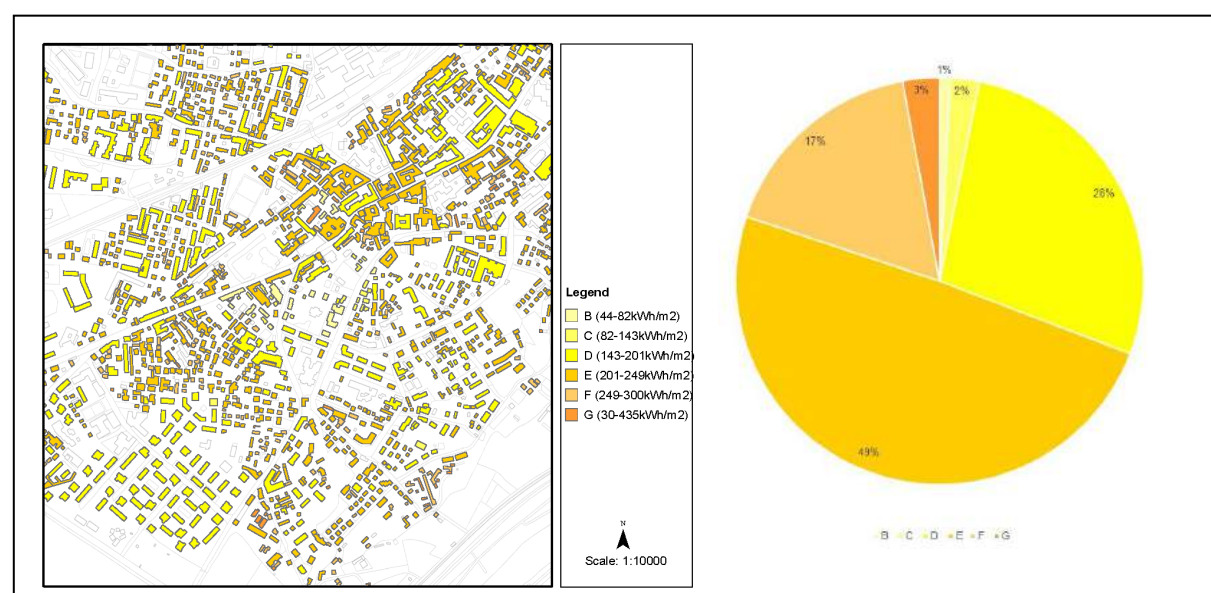 Legend
B (44-82kWh/m2)
C (82-143kWh/m2)
D (143-201kWh/m2)
E (201-249kWh/m2)
F (249-300kWh/m2)
G (30-435kWh/m2)
N
Scale: 1:10000
1%
2%
28%
49%
17%
3%
B C D E F G